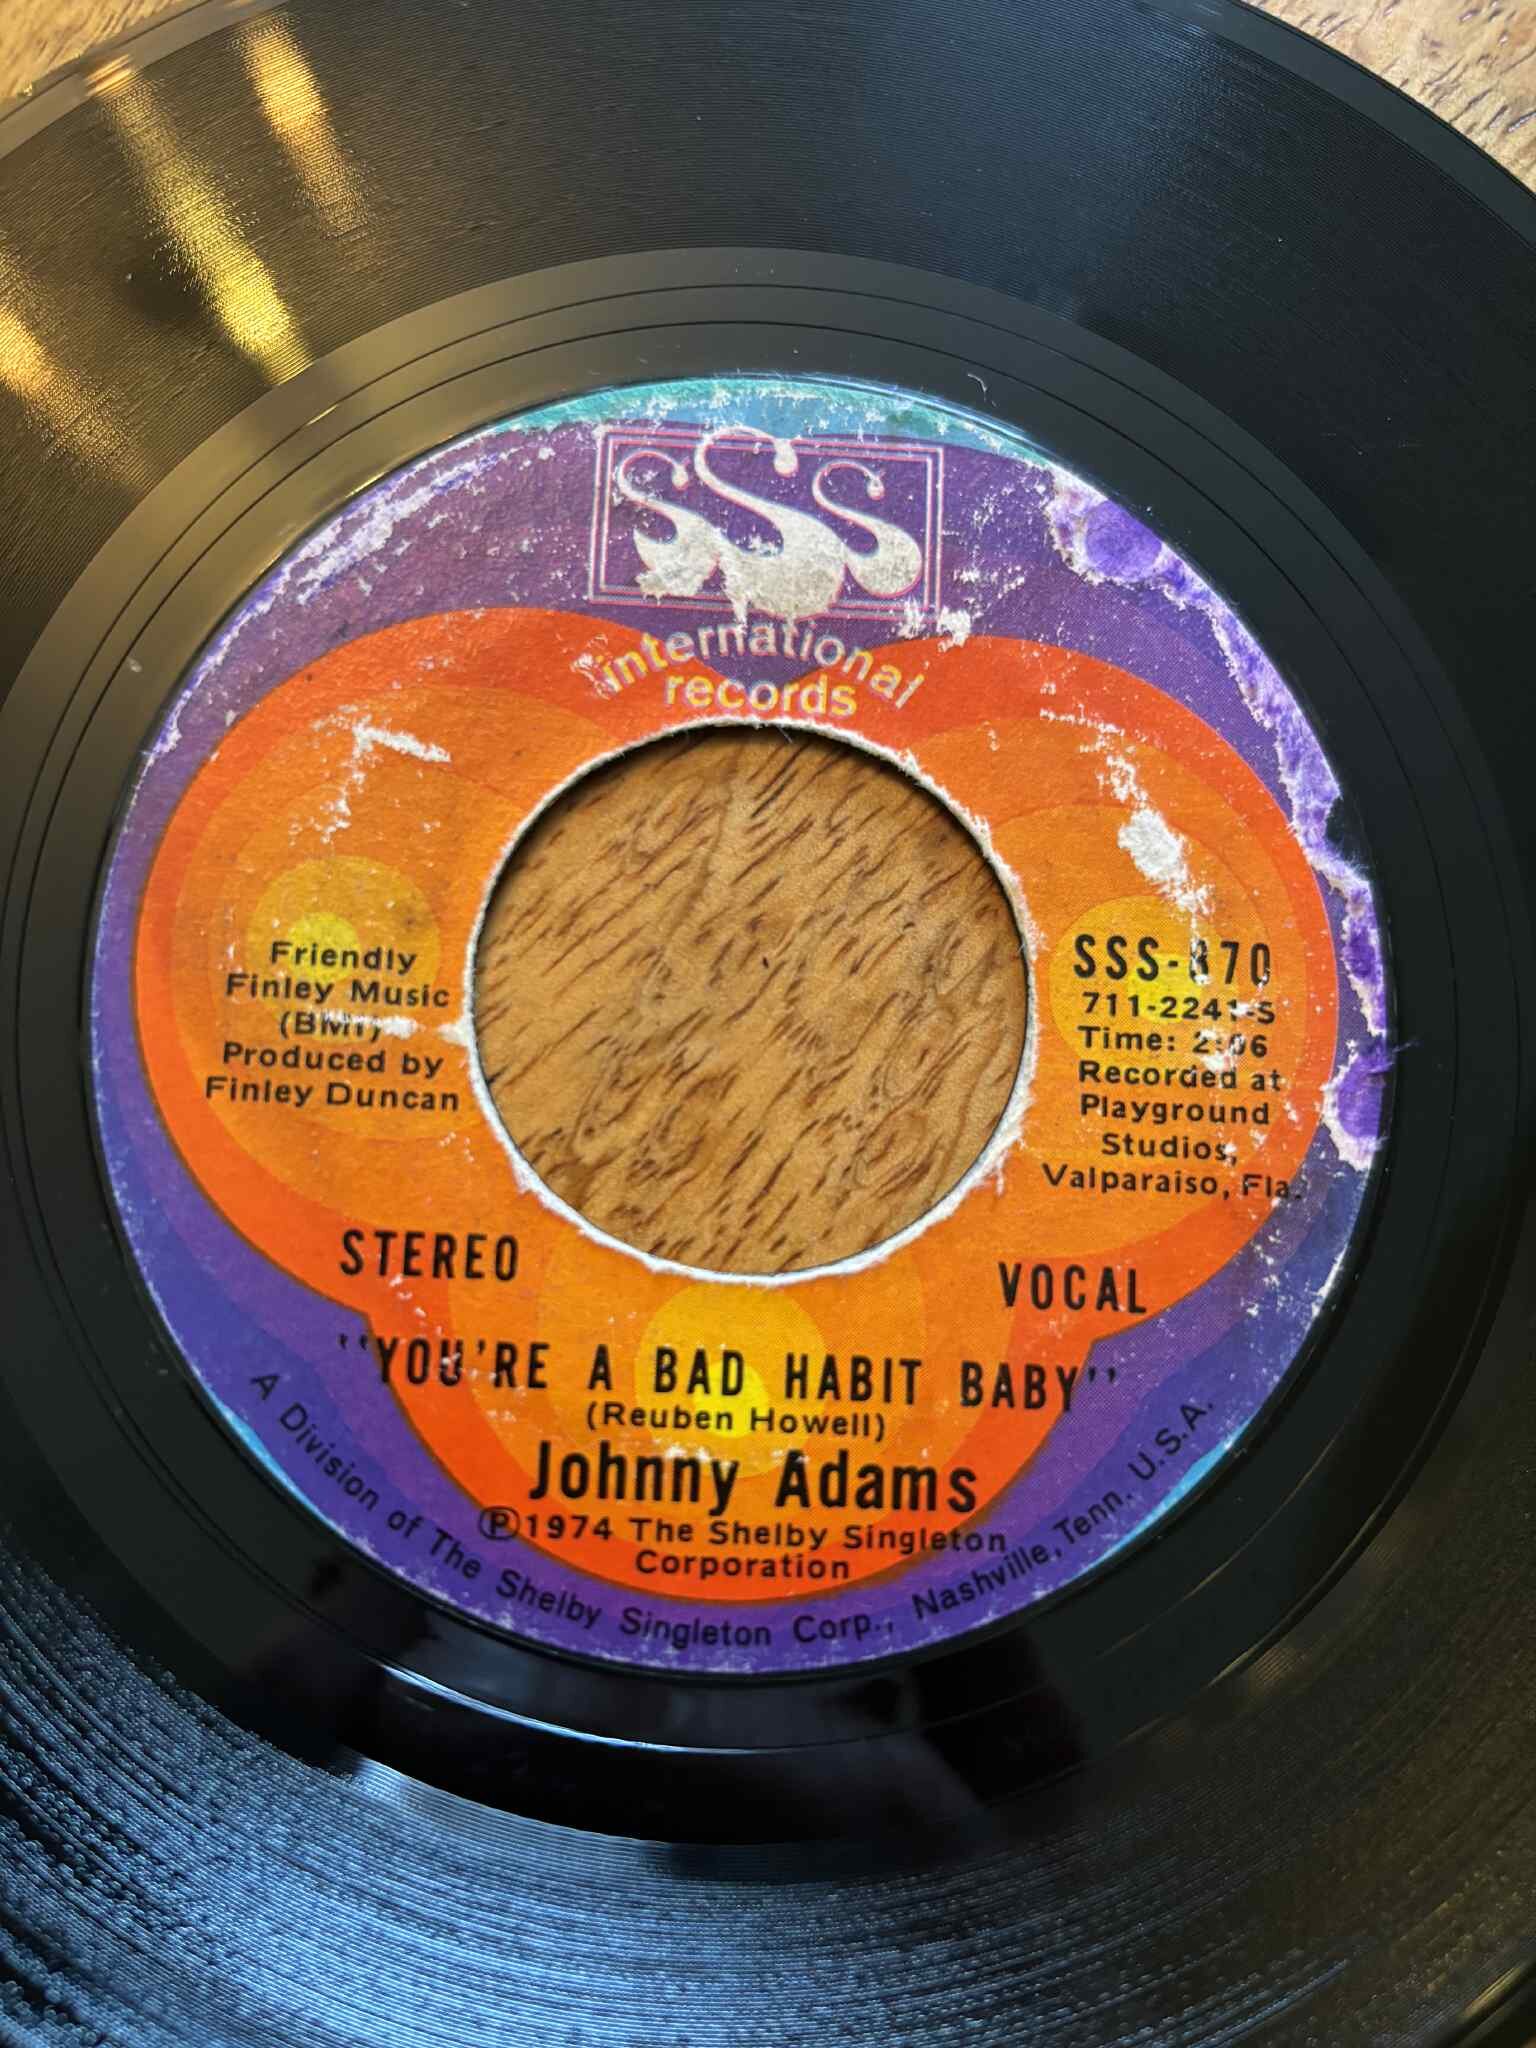 SSS
international
records
Friendly
Finley Music
(BMI)
Produced by
Finley Duncan
SSS-870
711-2241-S
Time: 2:06
Recorded at
Playground
Studios,
Valparaiso, Fla.
STEREO
VOCAL
"YOU'RE A BAD HABIT BABY"
(Reuben Howell)
Johnny Adams
Ⓟ1974 The Shelby Singleton
Corporation
A Division of The Shelby Singleton Corp., Nashville, Tenn. U.S.A.